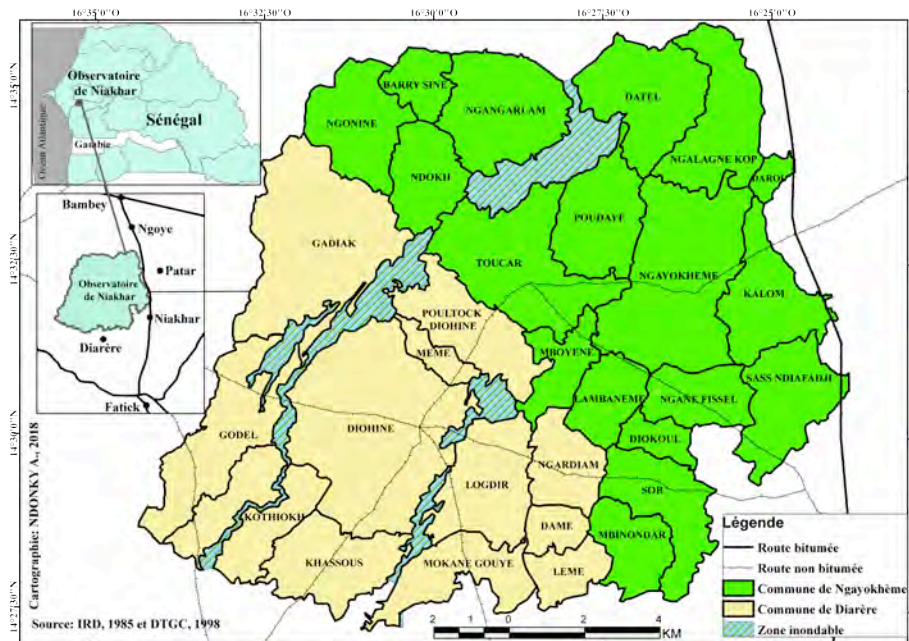 16°35'0"O 16°32'30"O 16°30'0"O 16°27'30"O 16°25'0"O
14°35'0"N
14°32'30"N
14°30'0"N
14°27'30"N
Observatoire
de Niakhar
Sénégal
Gambie
Océan Atlantique
Bambey
Ngoye
Patar
Observatoire
de Niakhar
Niakhar
Diarère
Fatick
BARRY SINE
NGANGARLAM
DATEL
NGONINE
NGALAGNE KOP
NDOKH
DAROU
POUDAYE
GADIAK
TOUCAR
NGAYOKHEME
KALOM
POULTOCK
DIOHINE
MEME
MBOYENE
SASS NDIAFADJI
LAMBANEME
NGANE FISSEL
GODEL
DIOHINE
DIOKOUL
NGARDIAM
LOGDIR
SOB
KOTHIOKH
DAME
MBINONDAR
KHASSOUS
MOKANE GOUYE
LEME
Légende
Route bitumée
Route non bitumée
Commune de Ngayokhème
Commune de Diarère
Zone inondable
2 1 0 2 4
KM
Cartographie: NDONKY A., 2018
Source: IRD, 1985 et DTGC, 1998